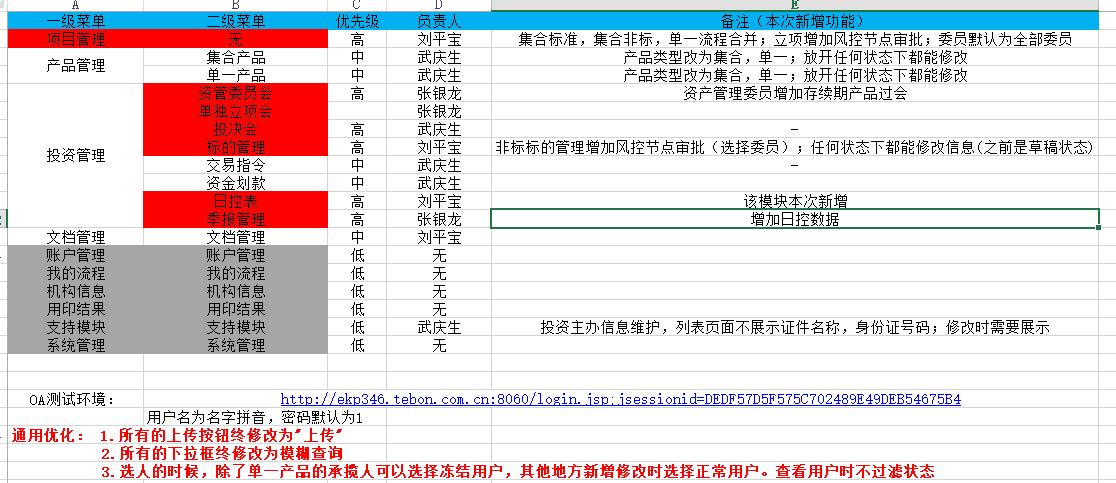 A B C D E
一级菜单 二级菜单 优先级 负责人 备注（本次新增功能）
项目管理 无 高 刘平宝 集合标准，集合非标，单一流程合并；立项增加风控节点审批；委员默认为全部委员
产品管理 集合产品 中 武庆生 产品类型改为集合，单一；放开任何状态下都能修改
单一产品 中 武庆生 产品类型改为集合，单一；放开任何状态下都能修改
投资管理 资管委员会 高 张银龙 资产管理委员增加存续期产品过会
单独立项会 张银龙
投决会 高 武庆生 -
标的管理 高 刘平宝 非标标的管理增加风控节点审批（选择委员）；任何状态下都能修改信息(之前是草稿状态)
交易指令 中 武庆生 -
资金划款 中 武庆生
日控表 高 刘平宝 该模块本次新增
季报管理 高 张银龙 增加日控数据
文档管理 文档管理 中 刘平宝
账户管理 账户管理 低 无
我的流程 我的流程 低 无
机构信息 机构信息 低 无
用印结果 用印结果 低 无
支持模块 支持模块 低 武庆生 投资主办信息维护，列表页面不展示证件名称，身份证号码；修改时需要展示
系统管理 系统管理 低 无
OA测试环境： http://ekp346.tebon.com.cn:8060/login.jsp;jsessionid=DEDF57D5F575C702489E49DEB54675B4
用户名为名字拼音，密码默认为1
通用优化： 1.所有的上传按钮终修改为"上传"
2.所有的下拉框终修改为模糊查询
3.选人的时候，除了单一产品的承揽人可以选择冻结用户，其他地方新增修改时选择正常用户。查看用户时不过滤状态